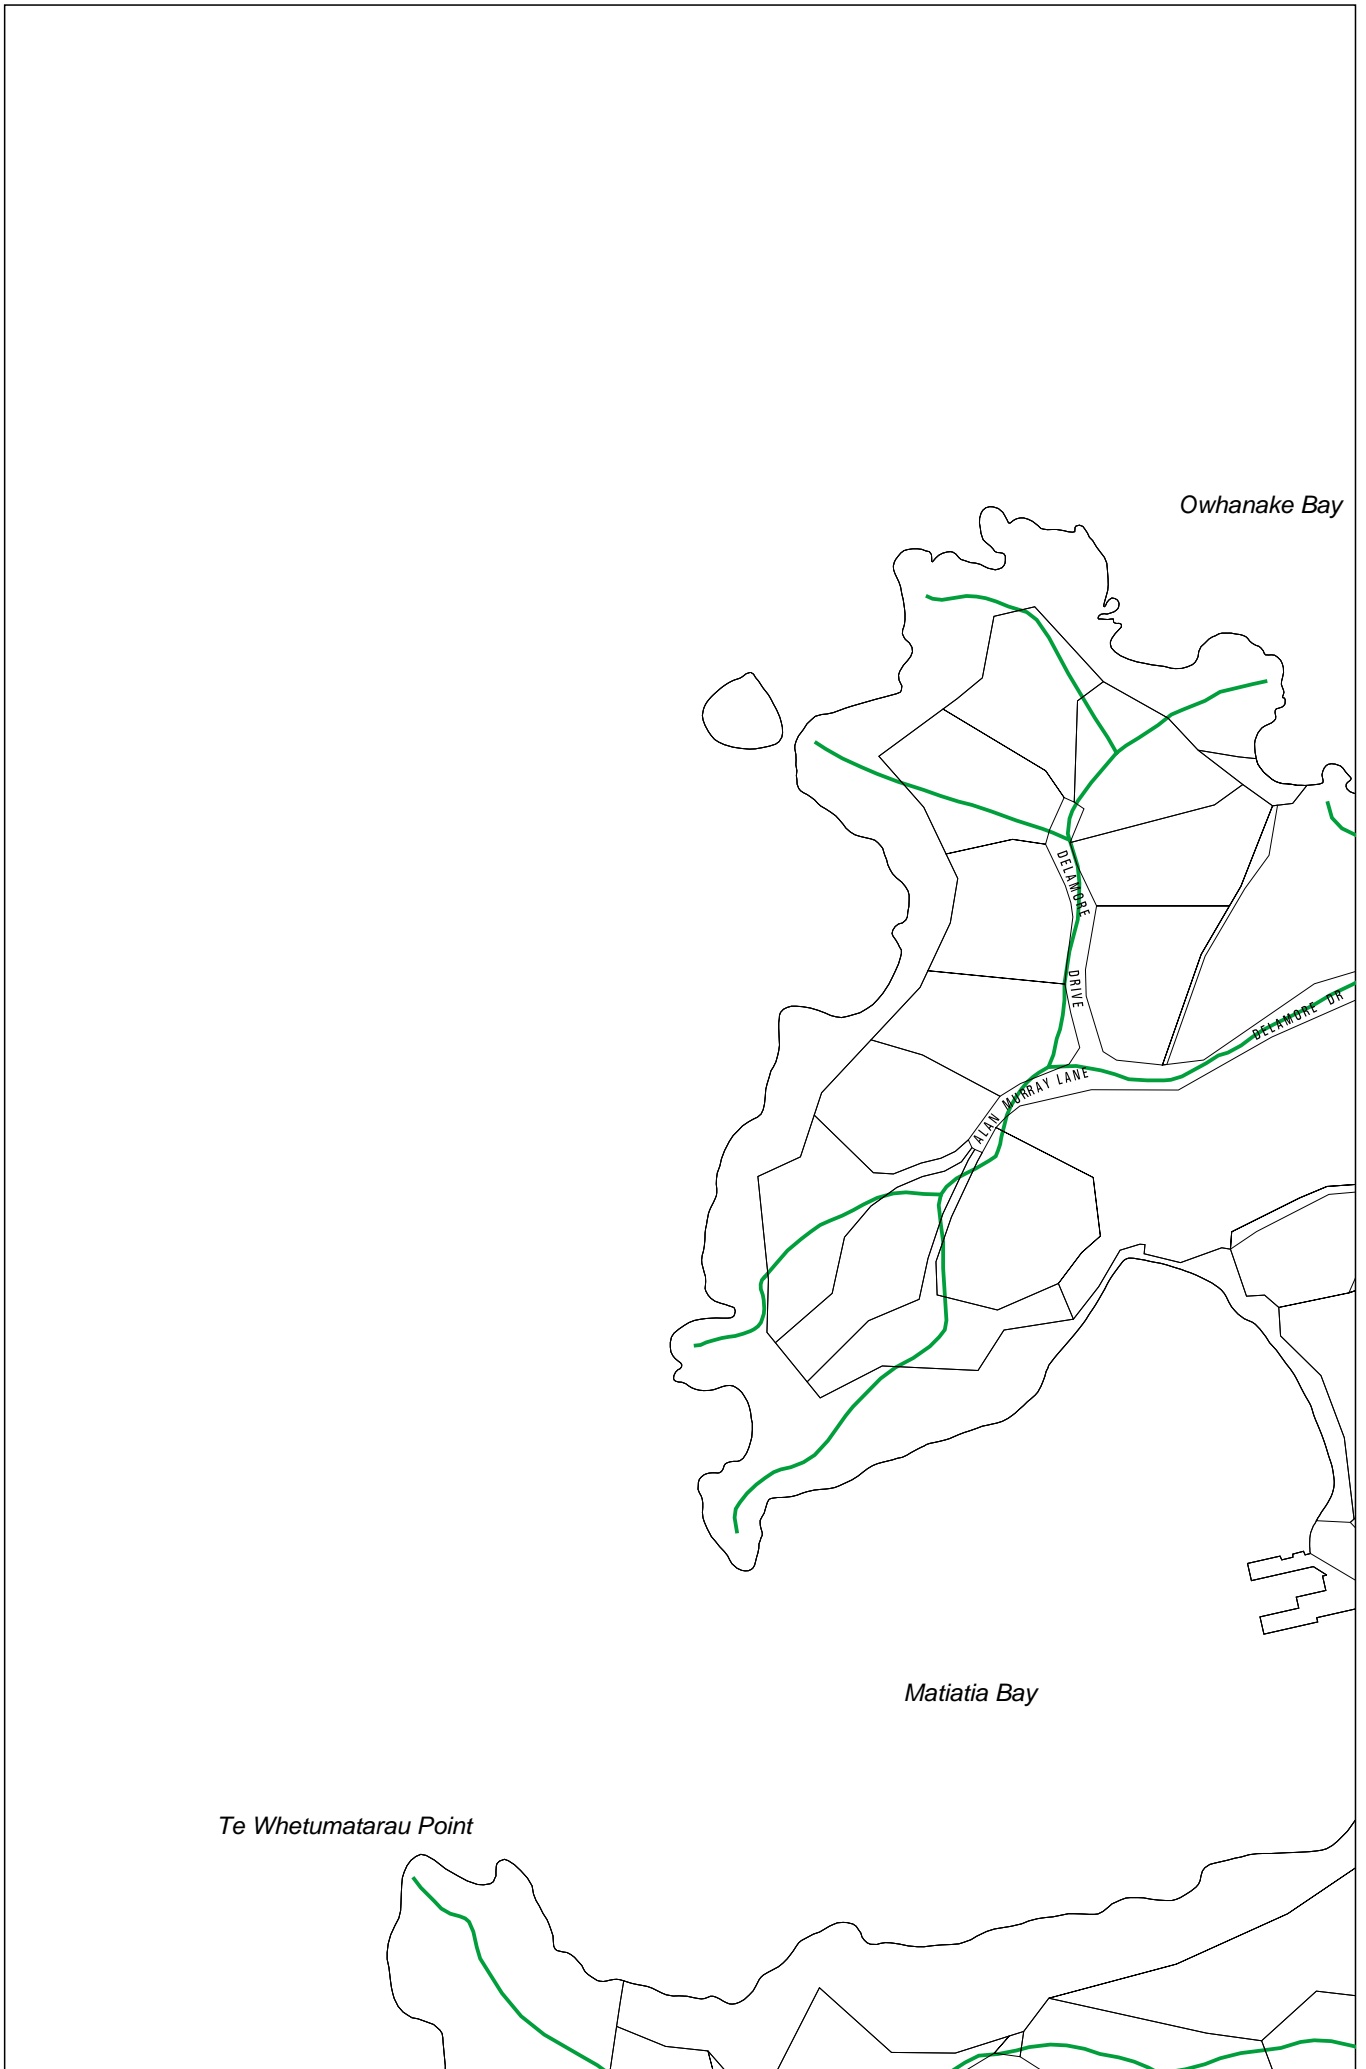 Owhanake Bay
DELAMORE
DRIVE
DELAMORE DR
ALAN MURRAY LANE
Matiatia Bay
Te Whetumatarau Point